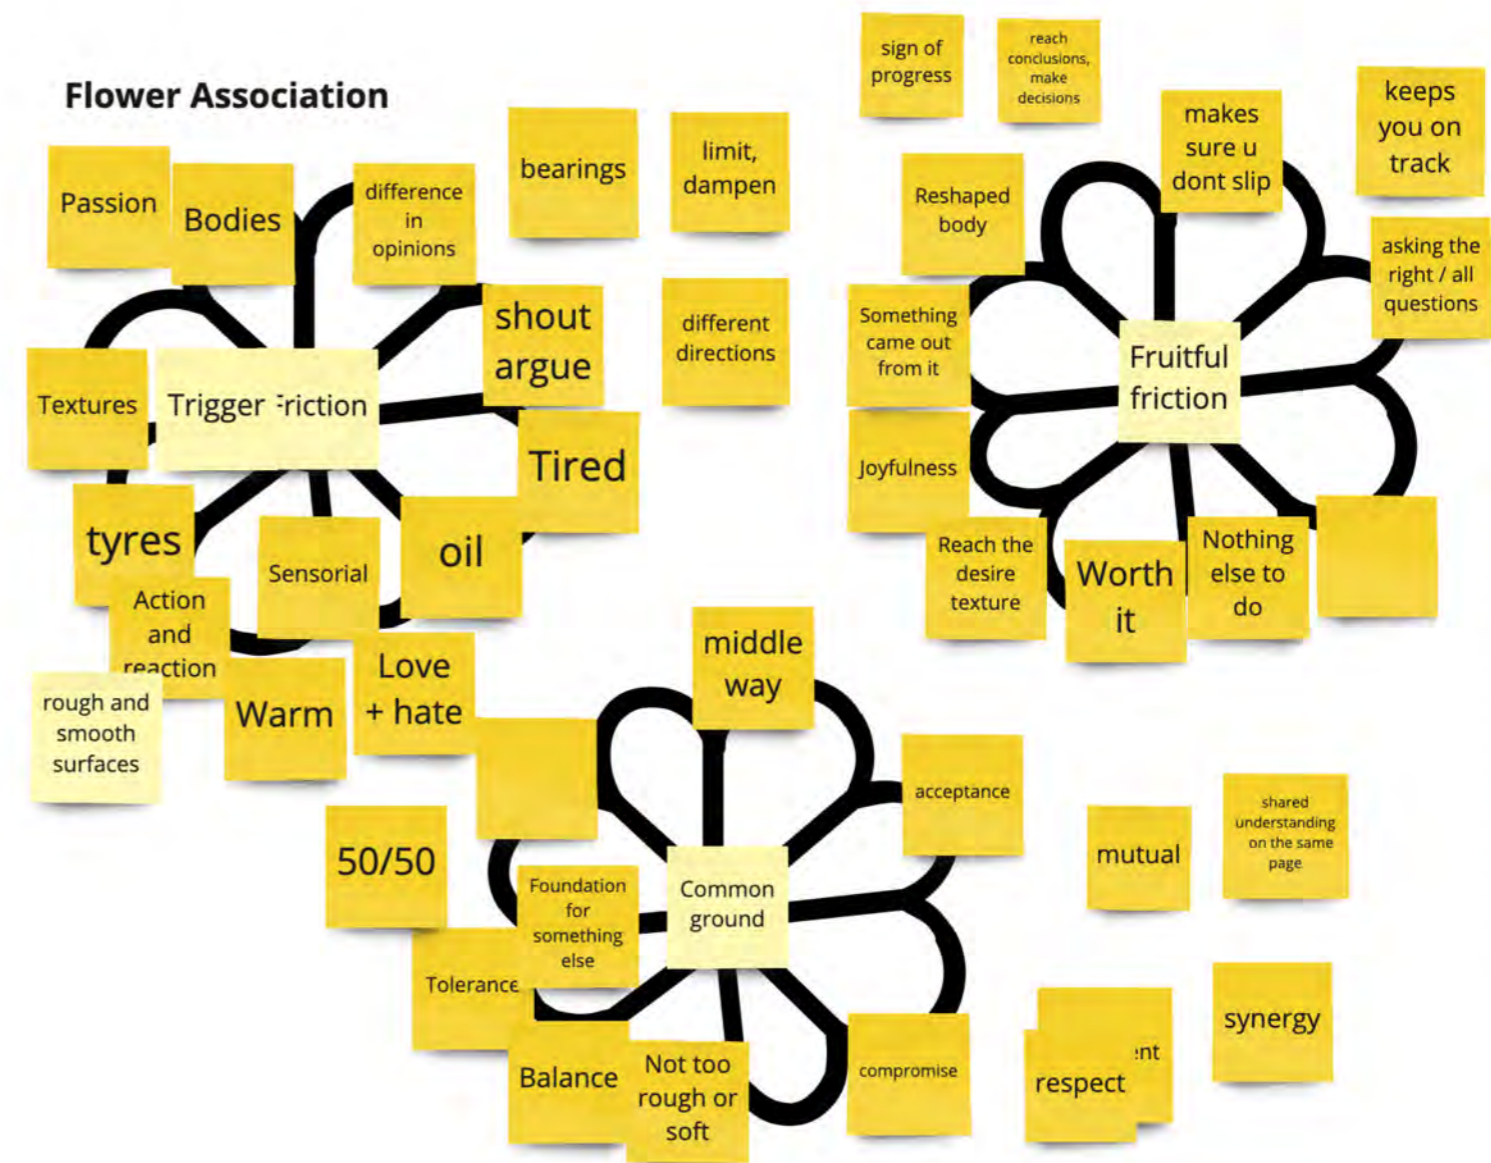 Flower Association
Passion
Bodies
difference
in
opinions
bearings
limit,
dampen
shout
argue
different
directions
Textures
Trigger
Friction
Tired
tyres
Sensorial
oil
Action
and
reaction
rough and
smooth
surfaces
Warm
Love
+ hate
sign of
progress
reach
conclusions,
make
decisions
makes
sure u
dont slip
keeps
you on
track
Reshaped
body
asking the
right / all
questions
Something
came out
from it
Fruitful
friction
Joyfulness
Reach the
desire
texture
Worth
it
Nothing
else to
do
middle
way
acceptance
mutual
shared
understanding
on the same
page
50/50
Foundation
for
something
else
Common
ground
Tolerance
Balance
Not too
rough or
soft
compromise
respect
synergy